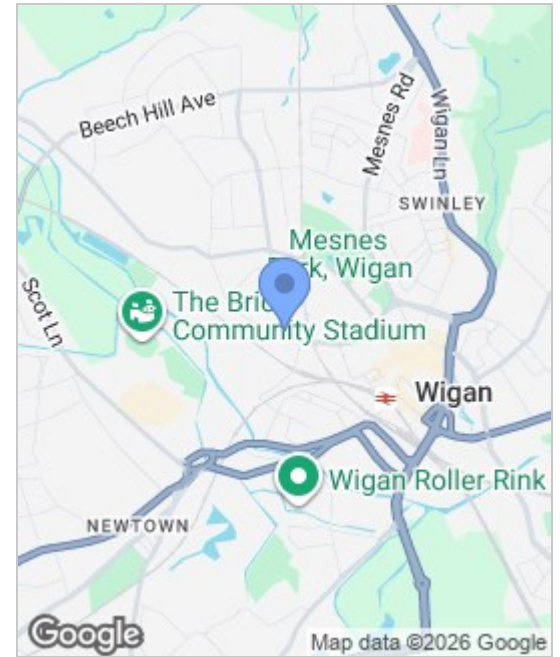 Beech Hill Ave
Mesnes Rd
Wigan Ln
SWINLEY
Mesnes
Park, Wigan
Scot Ln
The Brick
Community Stadium
Wigan
Wigan Roller Rink
NEWTOWN
Google
Map data ©2026 Google